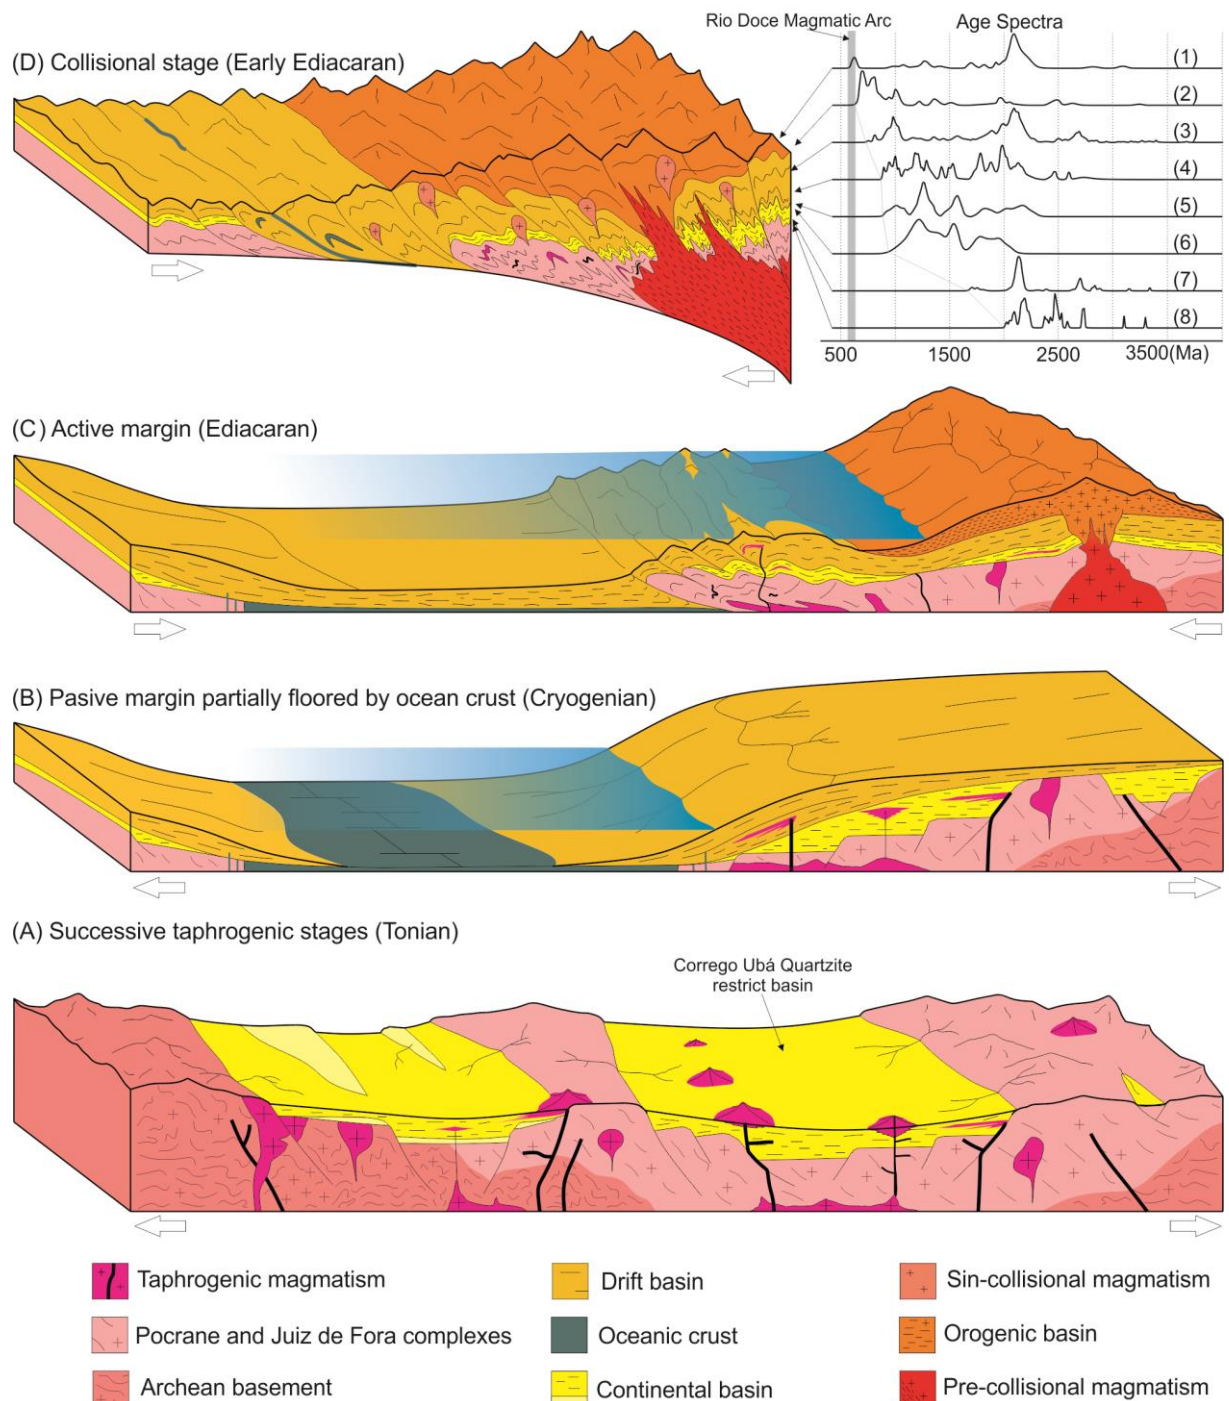 Rio Doce Magmatic Arc
Age Spectra
(D) Collisional stage (Early Ediacaran)
(1)
(2)
(3)
(4)
(5)
(6)
(7)
(8)
500 1500 2500 3500(Ma)
(C) Active margin (Ediacaran)
(B) Pasive margin partially floored by ocean crust (Cryogenian)
(A) Successive taphrogenic stages (Tonian)
Corrego Ubá Quartzite
restrict basin
Taphrogenic magmatism
Drift basin
Sin-collisional magmatism
Pocrane and Juiz de Fora complexes
Oceanic crust
Orogenic basin
Archean basement
Continental basin
Pre-collisional magmatism